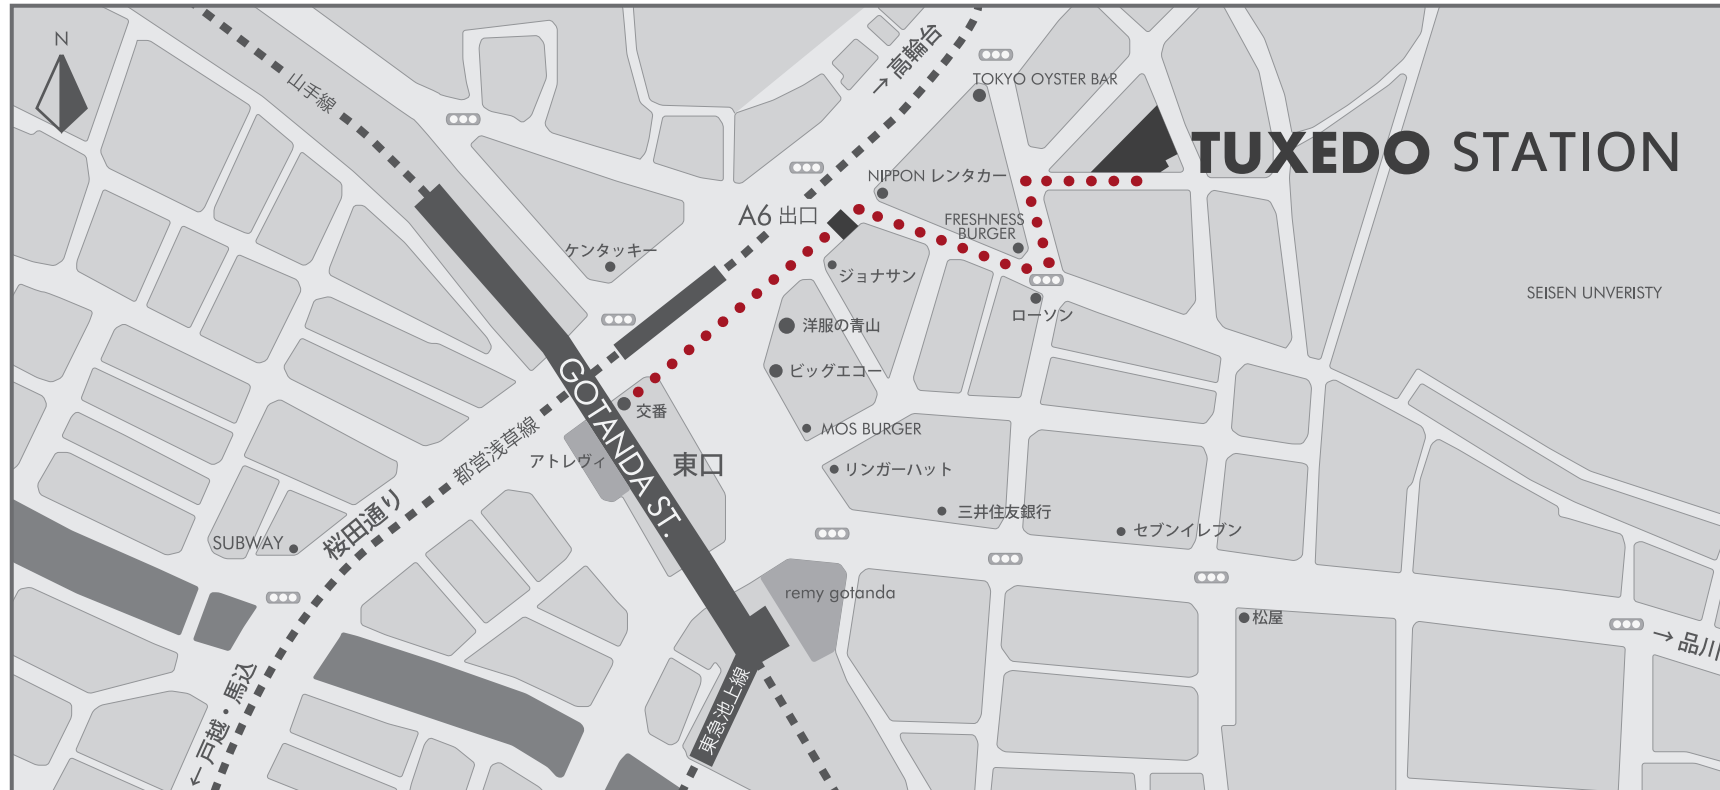 N
山手線
→ 高輪台
TOKYO OYSTER BAR
TUXEDO STATION
NIPPON レンタカー
A6 出口
FRESHNESS
BURGER
ケンタッキー
ジョナサン
SEISEN UNVERISTY
ローソン
洋服の青山
ビッグエコー
GOTANDA ST.
交番
MOS BURGER
都営浅草線
アトレヴィ
東口
リンガーハット
三井住友銀行
セブンイレブン
桜田通り
SUBWAY
remy gotanda
松屋
→ 品川
東急池上線
← 戸越・馬込